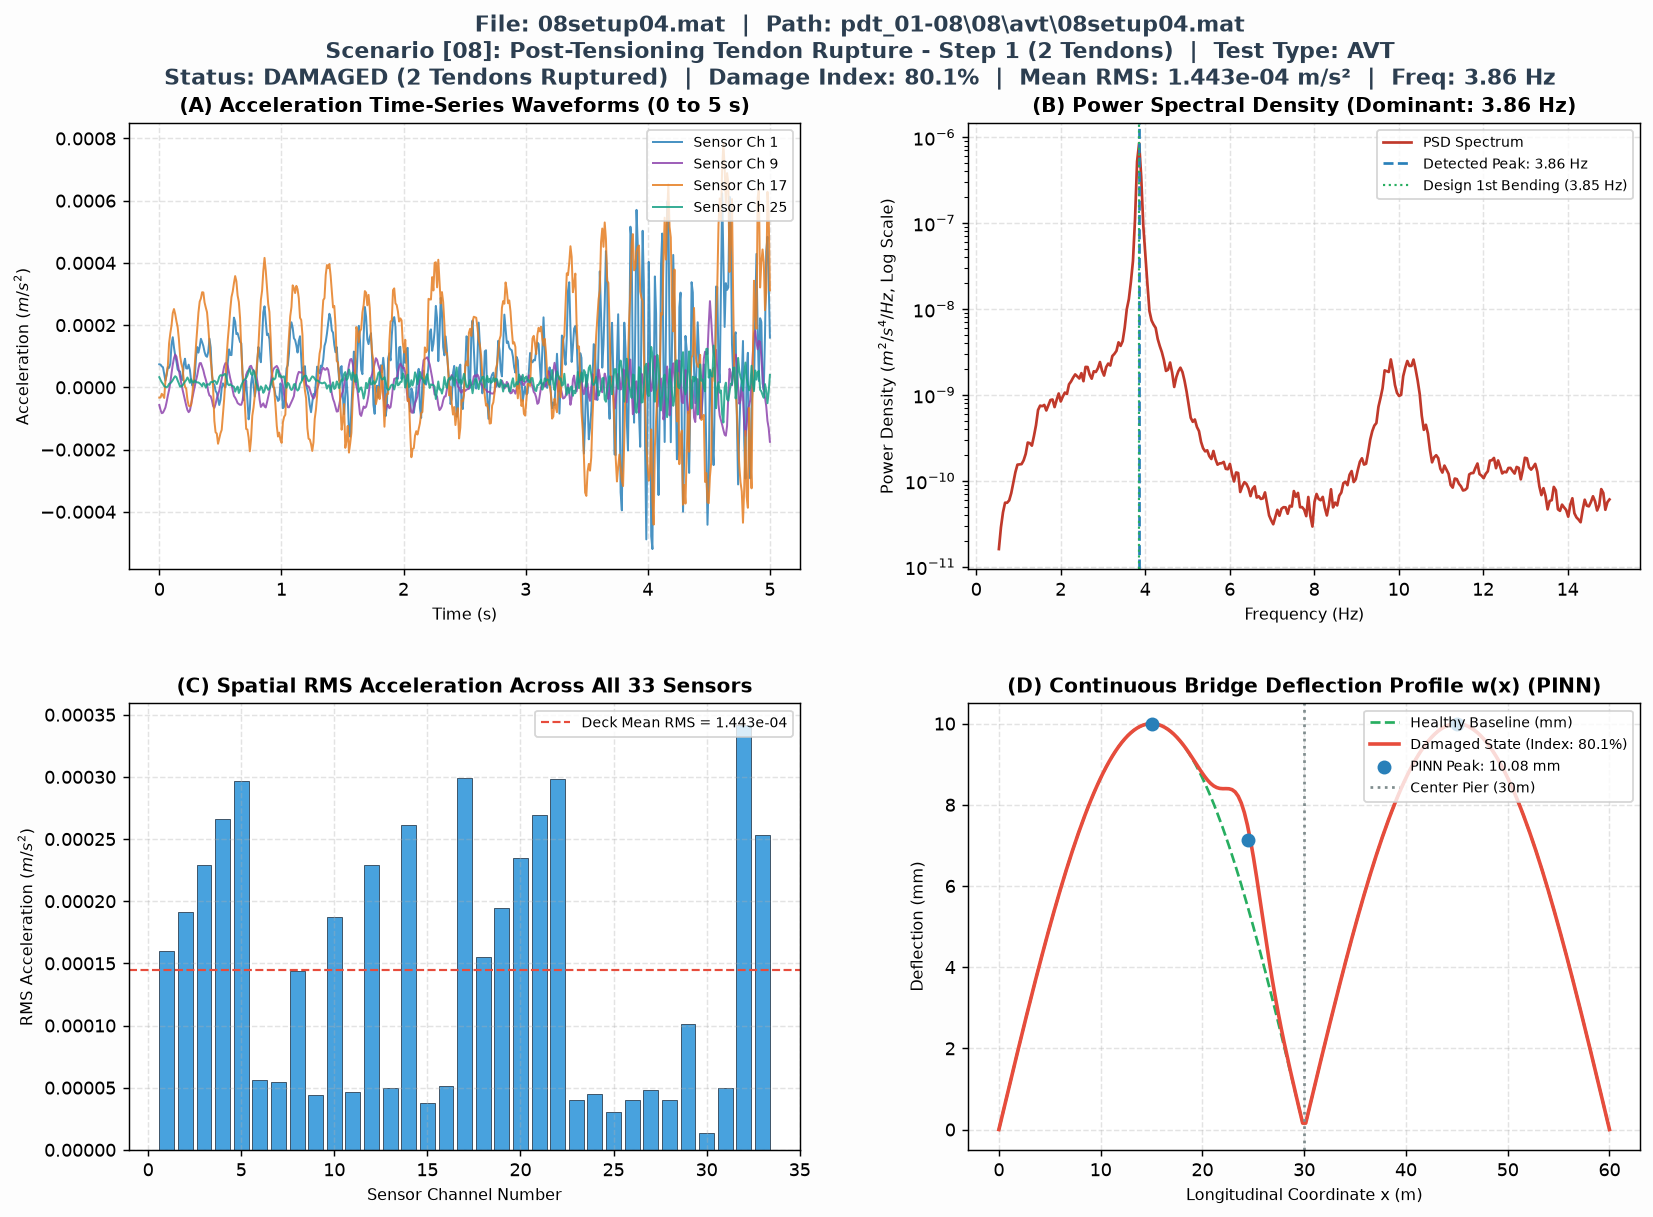 File: 08setup04.mat | Path: pdt_01-08\08\avt\08setup04.mat
Scenario [08]: Post-Tensioning Tendon Rupture - Step 1 (2 Tendons) | Test Type: AVT
Status: DAMAGED (2 Tendons Ruptured) | Damage Index: 80.1% | Mean RMS: 1.443e-04 m/s² | Freq: 3.86 Hz
(A) Acceleration Time-Series Waveforms (0 to 5 s)
Acceleration (m/s²)
0.0008
0.0006
0.0004
0.0002
0.0000
−0.0002
−0.0004
Sensor Ch 1
Sensor Ch 9
Sensor Ch 17
Sensor Ch 25
0 1 2 3 4 5
Time (s)
(B) Power Spectral Density (Dominant: 3.86 Hz)
Power Density (m²/s⁴/Hz, Log Scale)
10⁻⁶
10⁻⁷
10⁻⁸
10⁻⁹
10⁻¹⁰
10⁻¹¹
PSD Spectrum
Detected Peak: 3.86 Hz
Design 1st Bending (3.85 Hz)
0 2 4 6 8 10 12 14
Frequency (Hz)
(C) Spatial RMS Acceleration Across All 33 Sensors
RMS Acceleration (m/s²)
0.00035
0.00030
0.00025
0.00020
0.00015
0.00010
0.00005
0.00000
Deck Mean RMS = 1.443e-04
0 5 10 15 20 25 30 35
Sensor Channel Number
(D) Continuous Bridge Deflection Profile w(x) (PINN)
Deflection (mm)
10
8
6
4
2
0
Healthy Baseline (mm)
Damaged State (Index: 80.1%)
PINN Peak: 10.08 mm
Center Pier (30m)
0 10 20 30 40 50 60
Longitudinal Coordinate x (m)